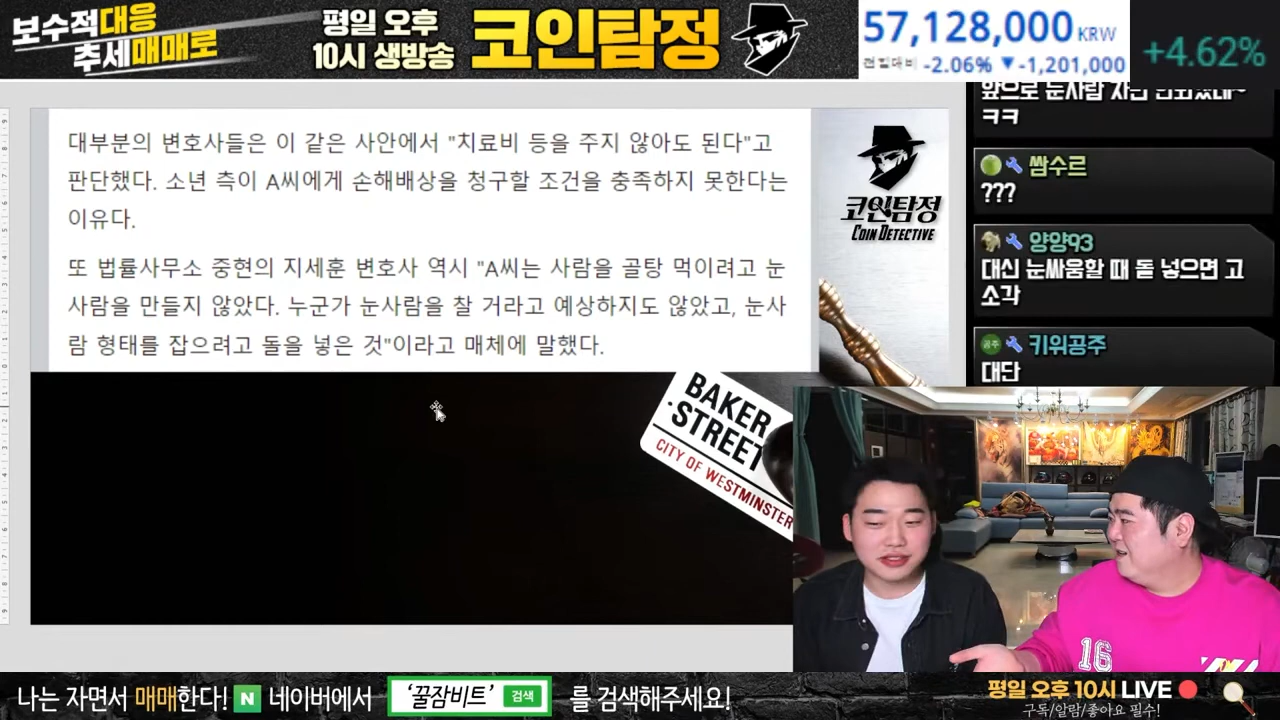 보수적대응
추세매매로
평일 오후
10시 생방송
코인탐정
57,128,000 KRW
전일대비 -2.06% ▼-1,201,000
+4.62%
대부분의 변호사들은 이 같은 사안에서 "치료비 등을 주지 않아도 된다"고
판단했다. 소년 측이 A씨에게 손해배상을 청구할 조건을 충족하지 못한다는
이유다.
또 법률사무소 중현의 지세훈 변호사 역시 "A씨는 사람을 골탕 먹이려고 눈
사람을 만들지 않았다. 누군가 눈사람을 찰 거라고 예상하지도 않았고, 눈사
람 형태를 잡으려고 돌을 넣은 것"이라고 매체에 말했다.
코인탐정
COIN DETECTIVE
앞으로 눈사람
ㅋㅋ
쌈수르
???
양양93
대신 눈싸움할 때 돌 넣으면 고
소각
공주 키위공주
대단
BAKER
STREET
CITY OF WESTMINSTER
16
나는 자면서 매매한다! N 네이버에서 '꿀잠비트' 검색 를 검색해주세요!
평일 오후 10시 LIVE
구독/알람/좋아요 필수!